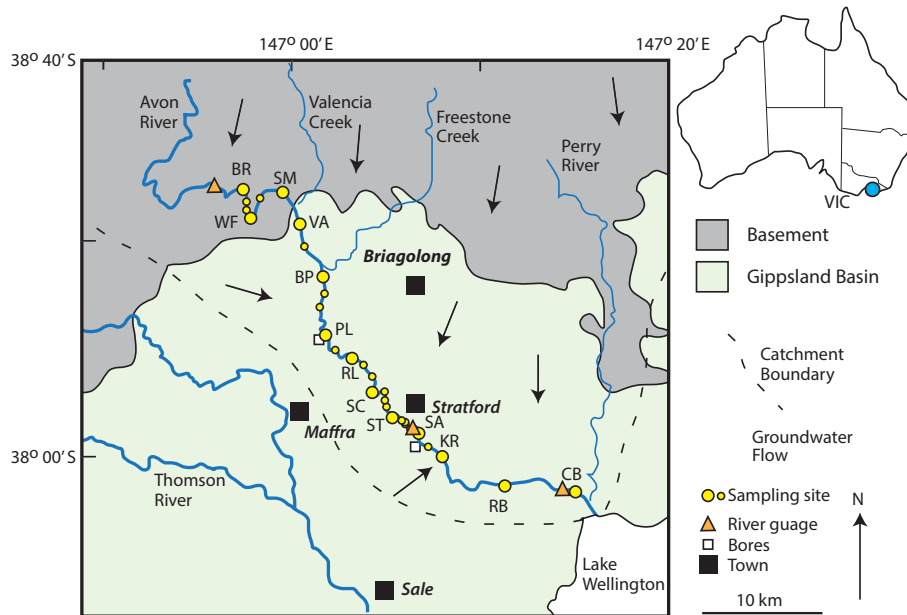 147° 00′ E
147° 20′ E
38° 40′ S
Avon
River
Valencia
Creek
Freestone
Creek
Perry
River
BR
SM
WF
VA
BP
Briagolong
PL
RL
SC
Stratford
ST
SA
Maffra
KR
38° 00′ S
CB
RB
Thomson
River
Sale
Lake
Wellington
VIC
Basement
Gippsland Basin
Catchment
Boundary
Groundwater
Flow
Sampling site
River guage
Bores
Town
N
10 km